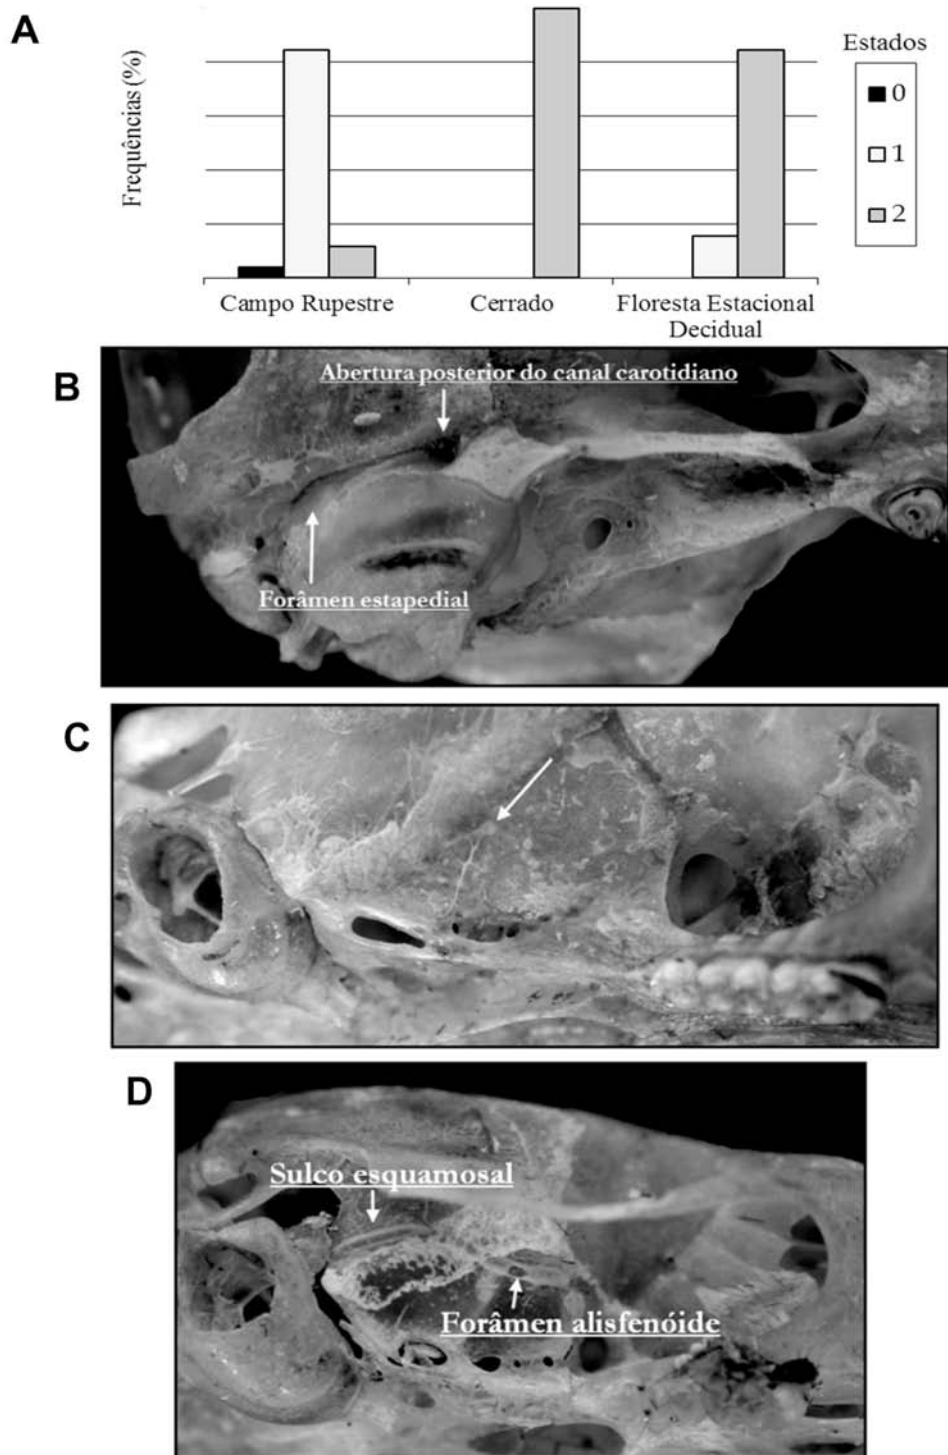 A
Frequências (%)
Estados
0
1
2
Campo Rupestre
Cerrado
Floresta Estacional
Decidual
B
Abertura posterior do canal carotidiano
Forâmen estapedial
C
D
Sulco esquamosal
Forâmen alisfenóide